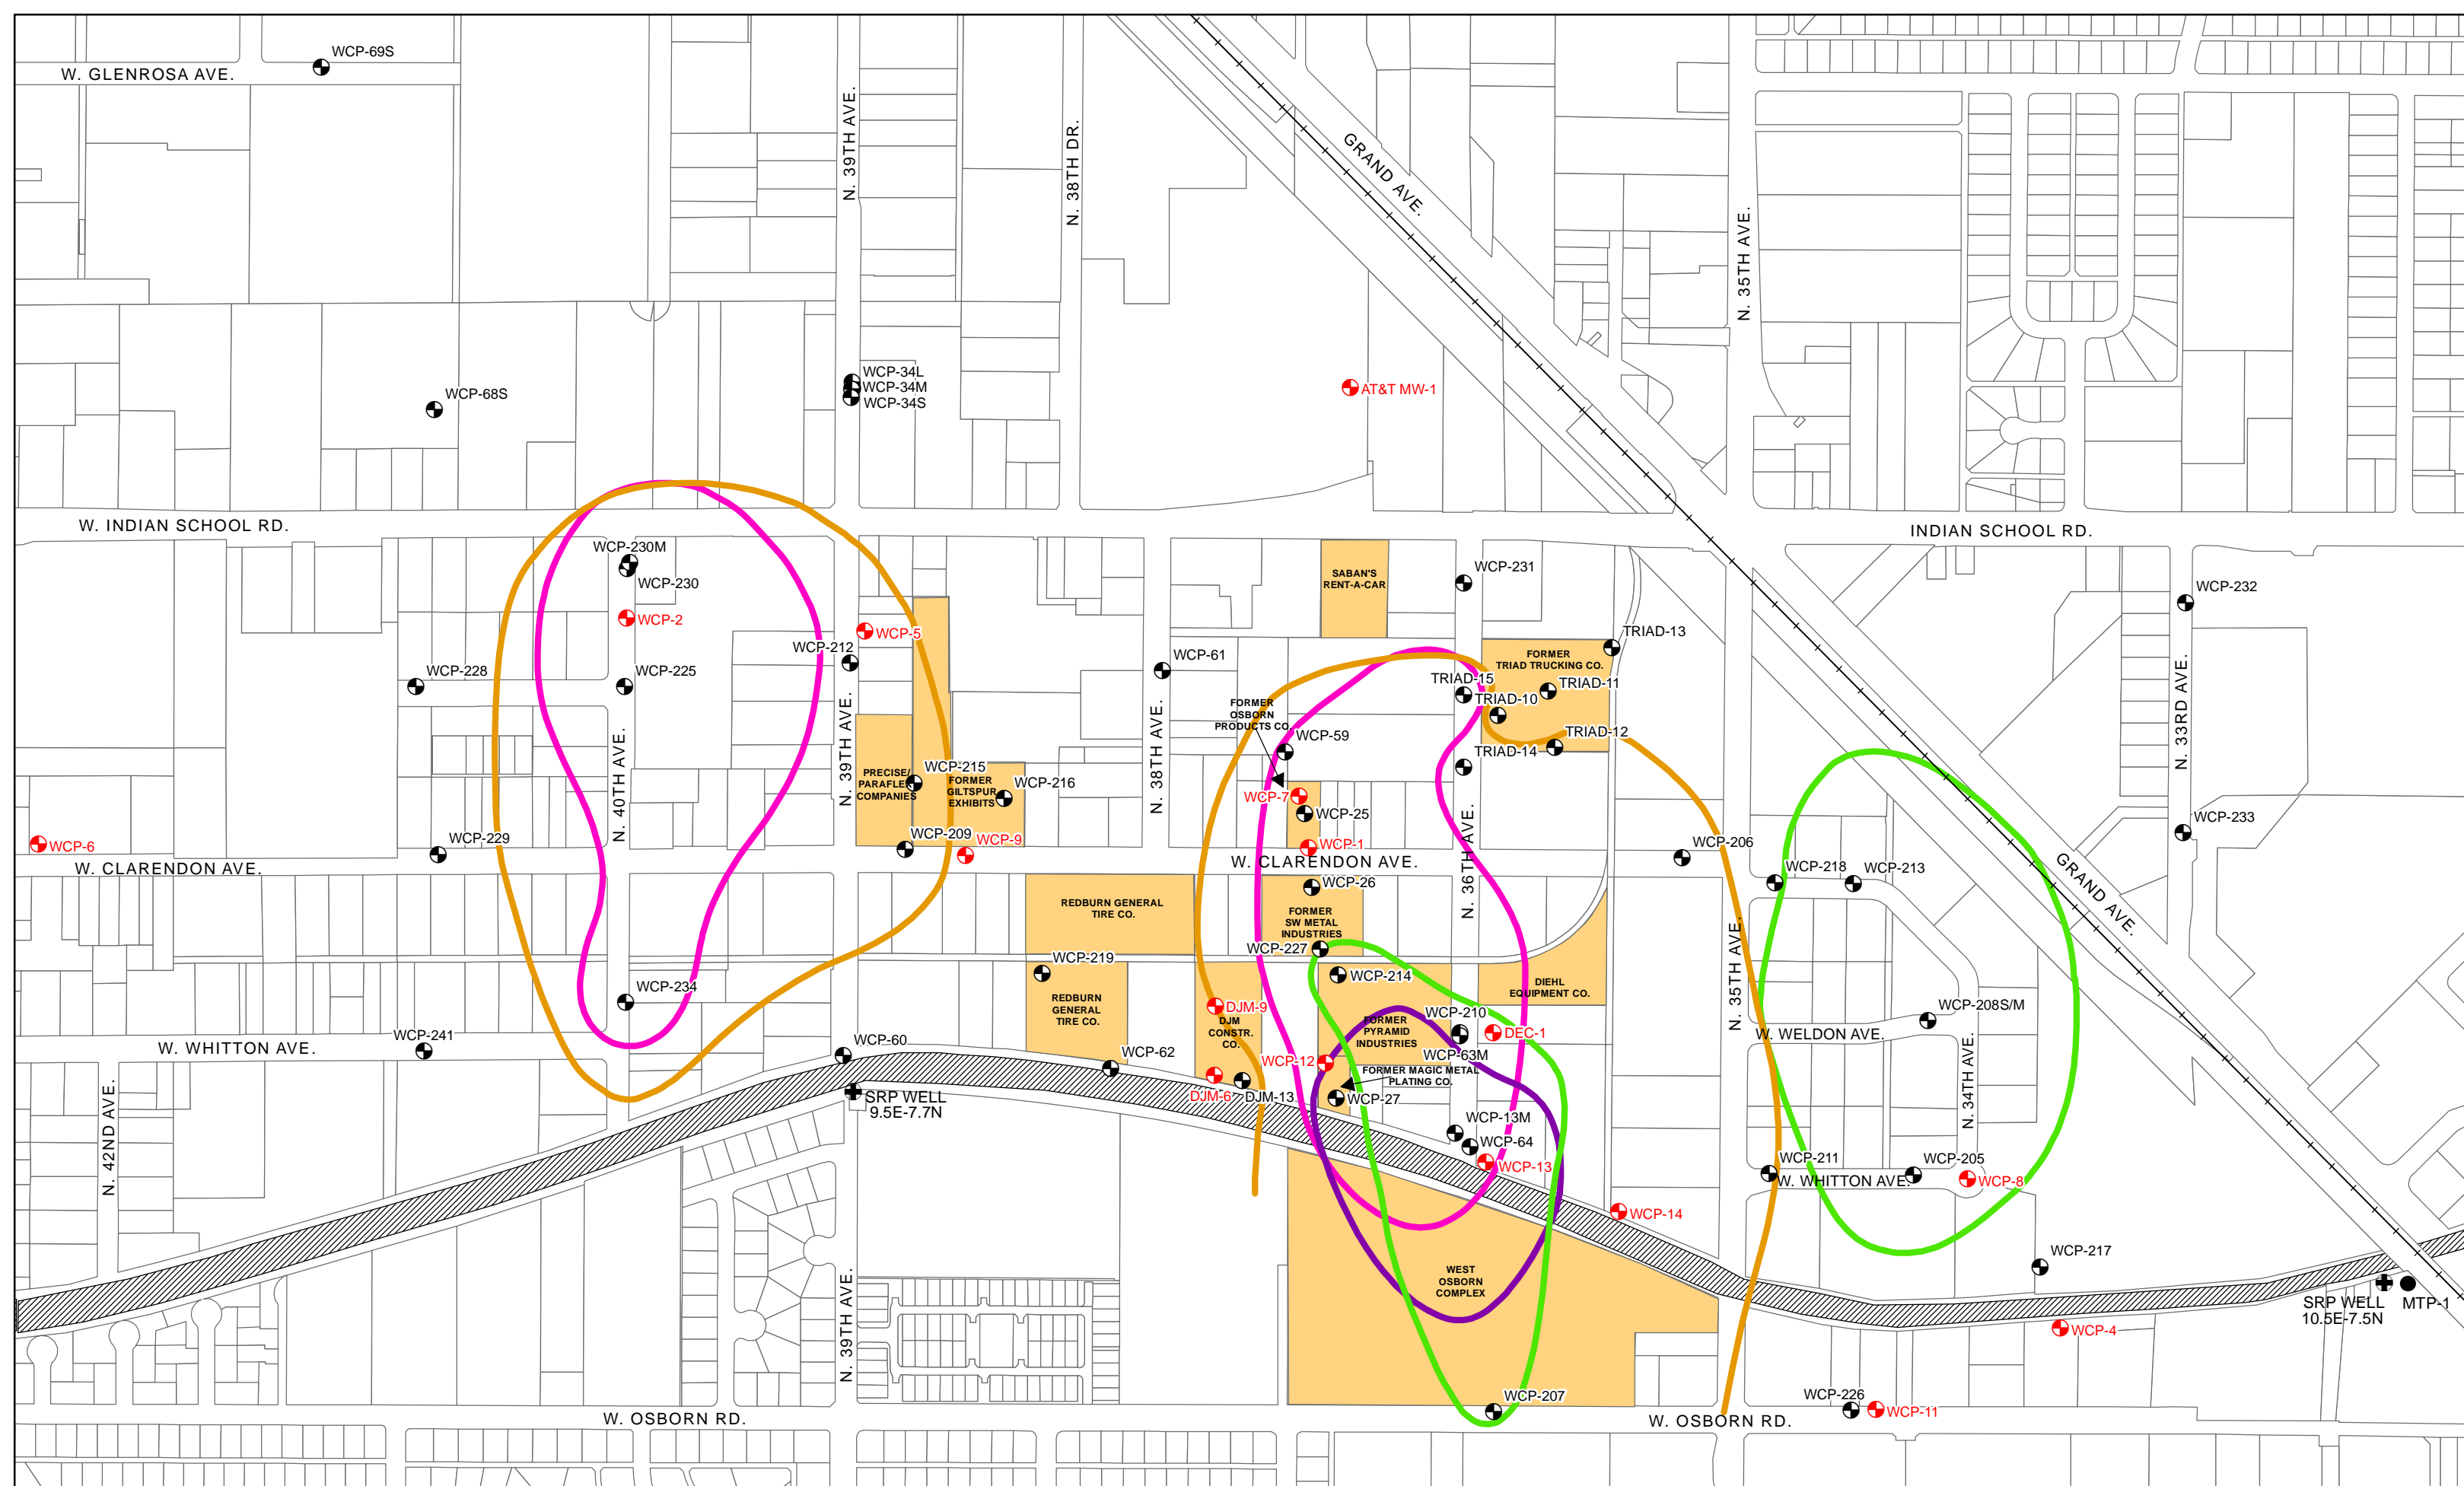 WCP-69S
W. GLENROSA AVE.
N. 39TH AVE.
N. 38TH DR.
GRAND AVE.
N. 35TH AVE.
WCP-34L
WCP-34M
WCP-34S
WCP-68S
AT&T MW-1
W. INDIAN SCHOOL RD.
INDIAN SCHOOL RD.
WCP-230M
WCP-230
WCP-2
WCP-225
WCP-228
WCP-212
WCP-5
WCP-61
SABAN'S
RENT-A-CAR
WCP-231
TRIAD-13
FORMER
TRIAD TRUCKING CO.
TRIAD-15
TRIAD-11
TRIAD-10
TRIAD-12
TRIAD-14
WCP-232
N. 33RD AVE.
WCP-233
FORMER
OSBORN
PRODUCTS CO.
WCP-59
WCP-7
WCP-25
WCP-1
N. 40TH AVE.
N. 39TH AVE.
N. 38TH AVE.
N. 36TH AVE.
PRECISE/
PARAFLEX
COMPANIES
WCP-215
FORMER
GILTSPUR
EXHIBITS
WCP-216
WCP-209
WCP-9
WCP-6
WCP-229
W. CLARENDON AVE.
W. CLARENDON AVE.
WCP-206
WCP-218
WCP-213
GRAND AVE.
REDBURN GENERAL
TIRE CO.
WCP-26
FORMER
SW METAL
INDUSTRIES
WCP-227
WCP-214
WCP-219
REDBURN
GENERAL
TIRE CO.
DJM-9
DJM
CONSTR.
CO.
DIEHL
EQUIPMENT CO.
N. 35TH AVE.
WCP-208S/M
W. WELDON AVE.
N. 34TH AVE.
FORMER
PYRAMID
INDUSTRIES
WCP-210
DEC-1
WCP-63M
WCP-12
FORMER MAGIC METAL
PLATING CO.
WCP-27
WCP-234
WCP-241
W. WHITTON AVE.
WCP-60
WCP-62
DJM-6
DJM-13
SRP WELL
9.5E-7.7N
N. 42ND AVE.
WCP-13M
WCP-64
WCP-13
WCP-211
WCP-205
W. WHITTON AVE.
WCP-8
WCP-14
WCP-217
WEST
OSBORN
COMPLEX
N. 39TH AVE.
SRP WELL
10.5E-7.5N
MTP-1
WCP-4
WCP-207
WCP-226
WCP-11
W. OSBORN RD.
W. OSBORN RD.